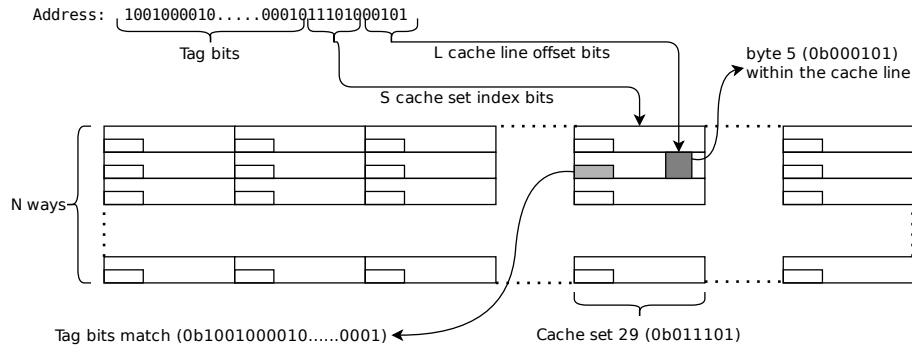 Address: 1001000010.....0001011101000101
Tag bits
L cache line offset bits
byte 5 (0b000101)
within the cache line
S cache set index bits
N ways
Tag bits match (0b1001000010......0001)
Cache set 29 (0b011101)